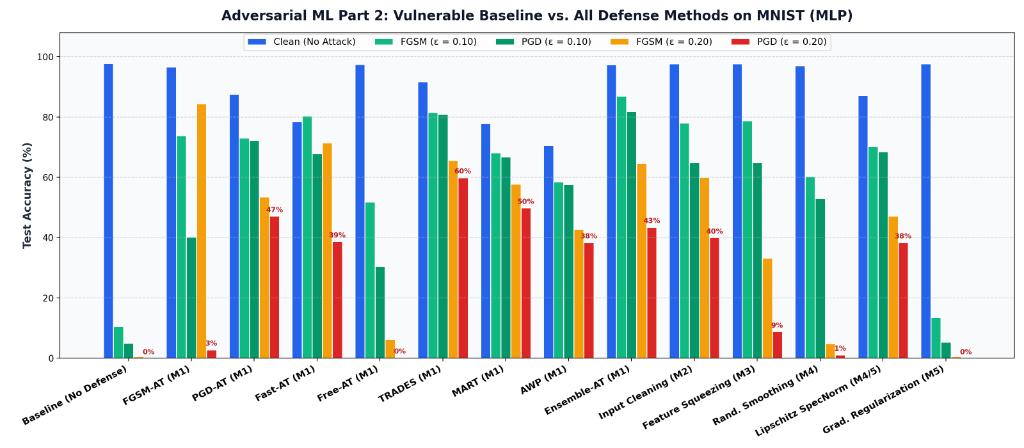 Adversarial ML Part 2: Vulnerable Baseline vs. All Defense Methods on MNIST (MLP)
Clean (No Attack) FGSM (ε = 0.10) PGD (ε = 0.10) FGSM (ε = 0.20) PGD (ε = 0.20)
Test Accuracy (%)
100
80
60
40
20
0
0%
3%
47%
39%
0%
60%
50%
38%
43%
40%
9%
1%
38%
0%
Baseline (No Defense)
FGSM-AT (M1)
PGD-AT (M1)
Fast-AT (M1)
Free-AT (M1)
TRADES (M1)
MART (M1)
AWP (M1)
Ensemble-AT (M1)
Input Cleaning (M2)
Feature Squeezing (M3)
Rand. Smoothing (M4)
Lipschitz SpecNorm (M4/5)
Grad. Regularization (M5)